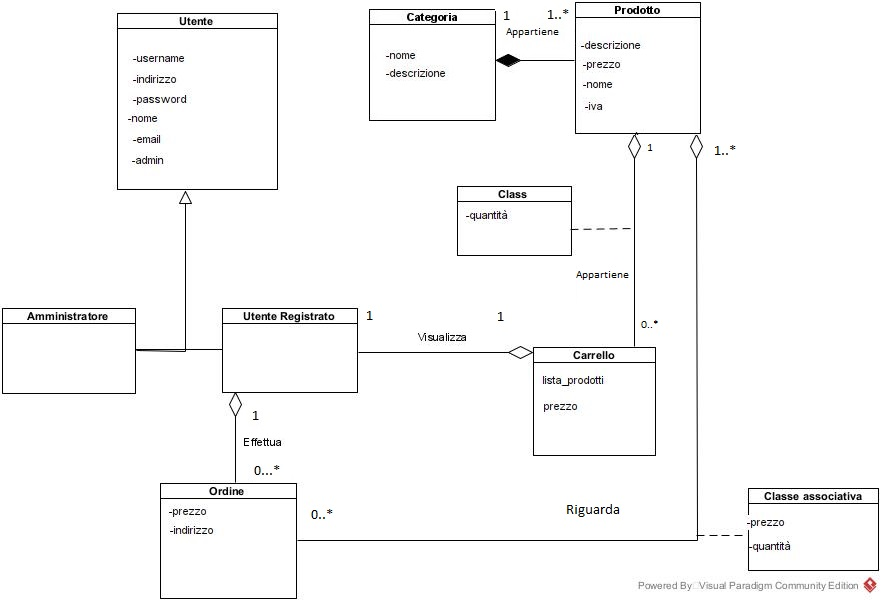 Utente
-username
-indirizzo
-password
-nome
-email
-admin
Categoria
-nome
-descrizione
1
1..*
Appartiene
Prodotto
-descrizione
-prezzo
-nome
-iva
1
1..*
Class
-quantità
Appartiene
0..*
Amministratore
Utente Registrato
1
1
Visualizza
Carrello
lista_prodotti
prezzo
1
Effettua
0...*
Ordine
-prezzo
-indirizzo
0..*
Riguarda
Classe associativa
-prezzo
-quantità
Powered By Visual Paradigm Community Edition